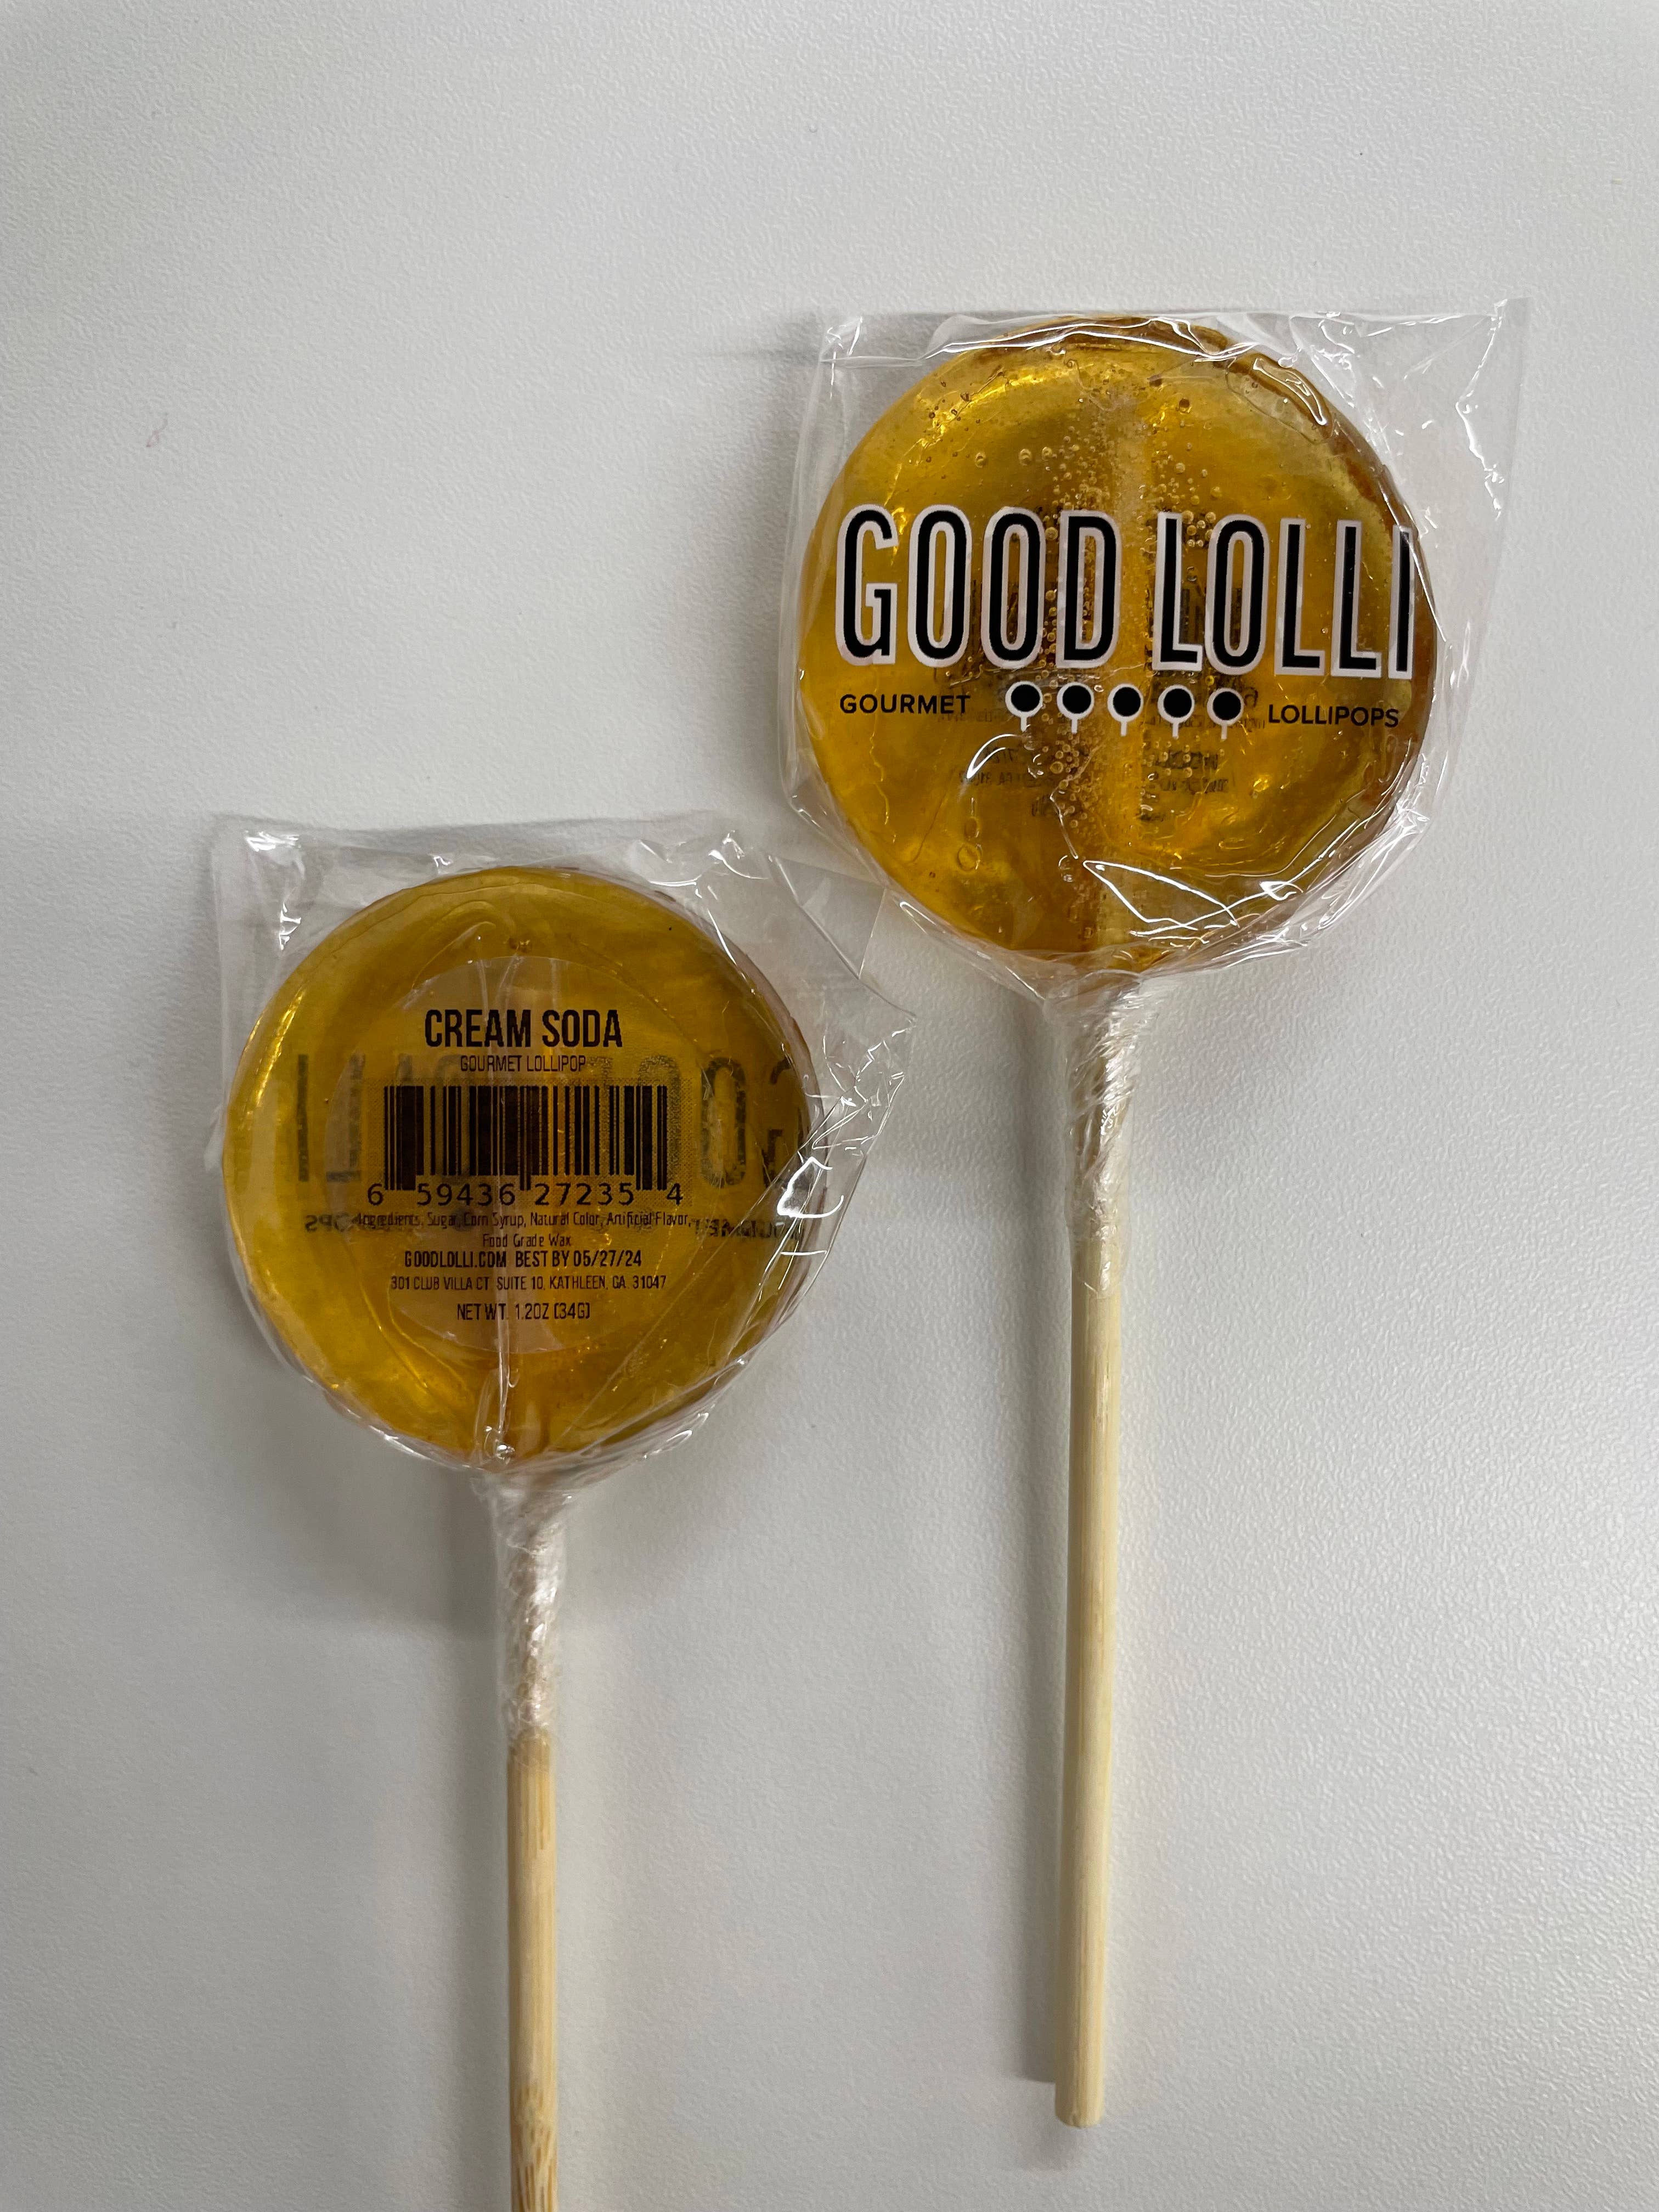 GOOD LOLLI
GOURMET LOLLIPOPS
CREAM SODA
GOURMET LOLLIPOP
6 59436 27235 4
Ingredients, Sugar, Corn Syrup, Natural Color, Artificial Flavor,
Food Grade Wax
GOODLOLLI.COM BEST BY 05/27/24
301 CLUB VILLA CT SUITE 10, KATHLEEN, GA. 31047
NET WT. 1.2OZ (34G)